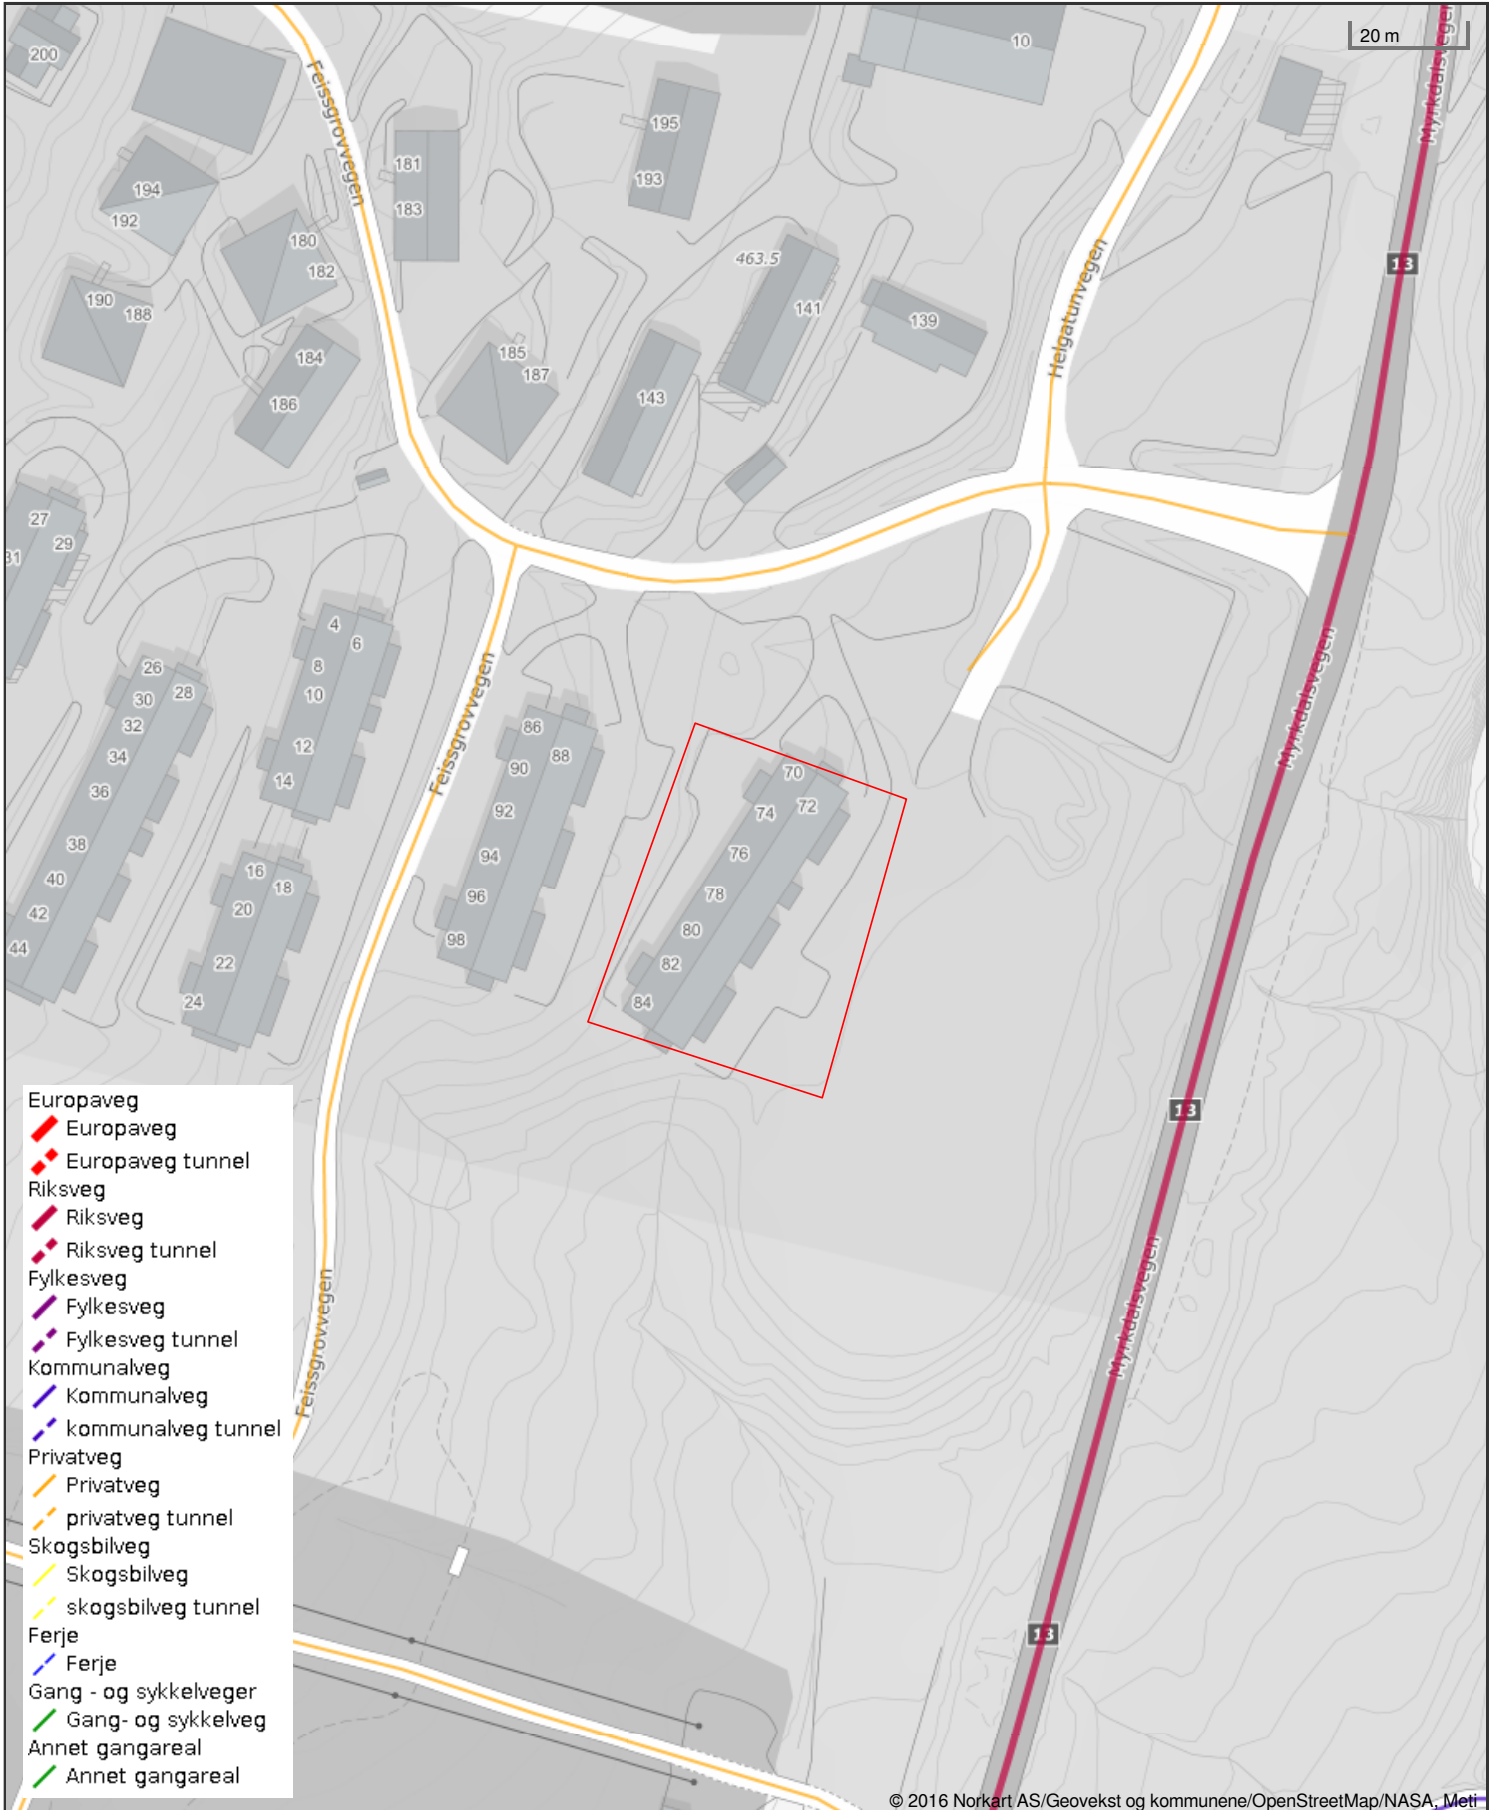 200
10
20 m
Myrkdalsvegen
Feissgrovvegen
195
193
181
183
194
192
180
182
190
188
184
186
185
187
463.5
141
139
143
Helgatunvegen
13
27
29
31
4
6
8
10
12
14
26
28
30
32
34
36
38
40
42
44
16
18
20
22
24
Feissgrovvegen
86
88
90
92
94
96
98
70
72
74
76
78
80
82
84
Myrkdalsvegen
13
Myrkdalsvegen
13
Feissgrovvegen
Europaveg
Europaveg
Europaveg tunnel
Riksveg
Riksveg
Riksveg tunnel
Fylkesveg
Fylkesveg
Fylkesveg tunnel
Kommunalveg
Kommunalveg
kommunalveg tunnel
Privatveg
Privatveg
privatveg tunnel
Skogsbilveg
Skogsbilveg
skogsbilveg tunnel
Ferje
Ferje
Gang - og sykkelveger
Gang- og sykkelveg
Annet gangareal
Annet gangareal
© 2016 Norkart AS/Geovekst og kommunene/OpenStreetMap/NASA, Meti